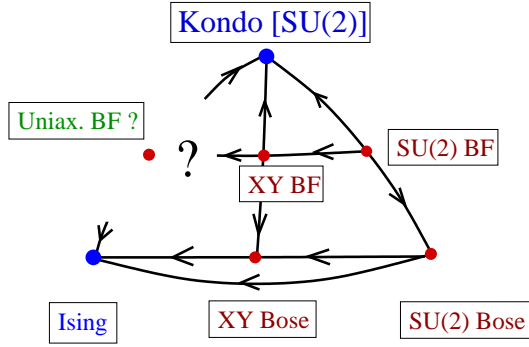 Kondo [SU(2)]
Uniax. BF ?
?
SU(2) BF
XY BF
Ising
XY Bose
SU(2) Bose